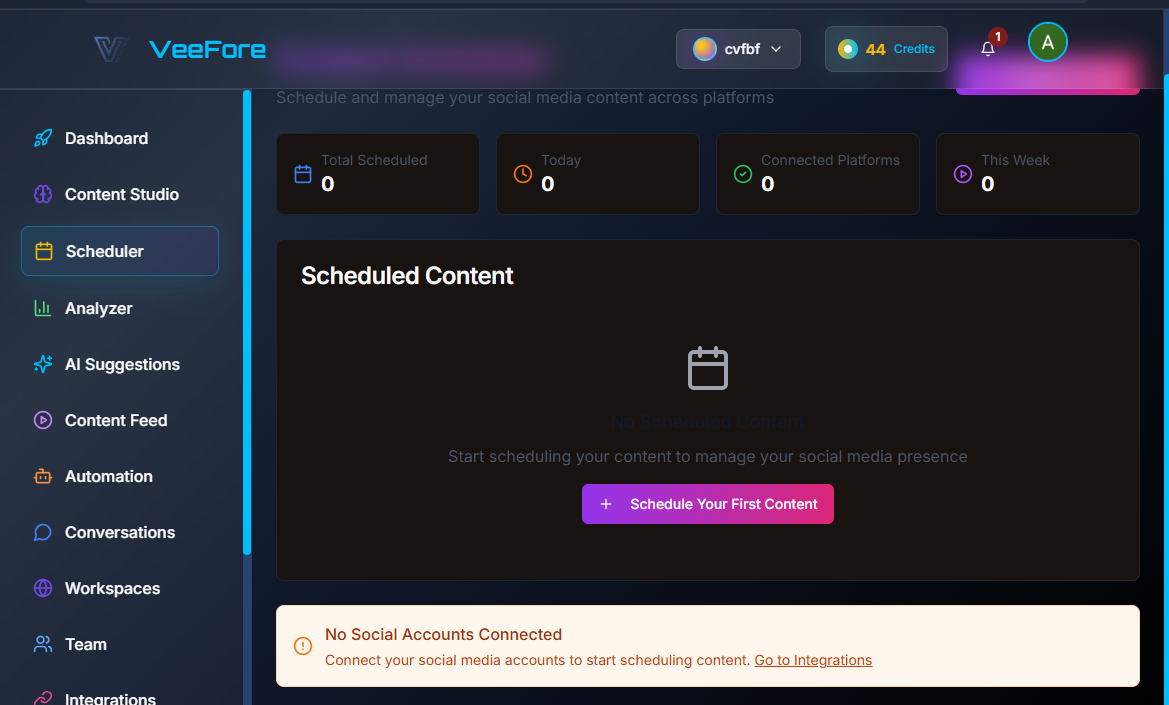 VeeFore
cvfbf
44 Credits
1
A
Schedule and manage your social media content across platforms
Dashboard
Content Studio
Scheduler
Analyzer
AI Suggestions
Content Feed
Automation
Conversations
Workspaces
Team
Integrations
Total Scheduled
0
Today
0
Connected Platforms
0
This Week
0
Scheduled Content
No Scheduled Content
Start scheduling your content to manage your social media presence
Schedule Your First Content
No Social Accounts Connected
Connect your social media accounts to start scheduling content. Go to Integrations